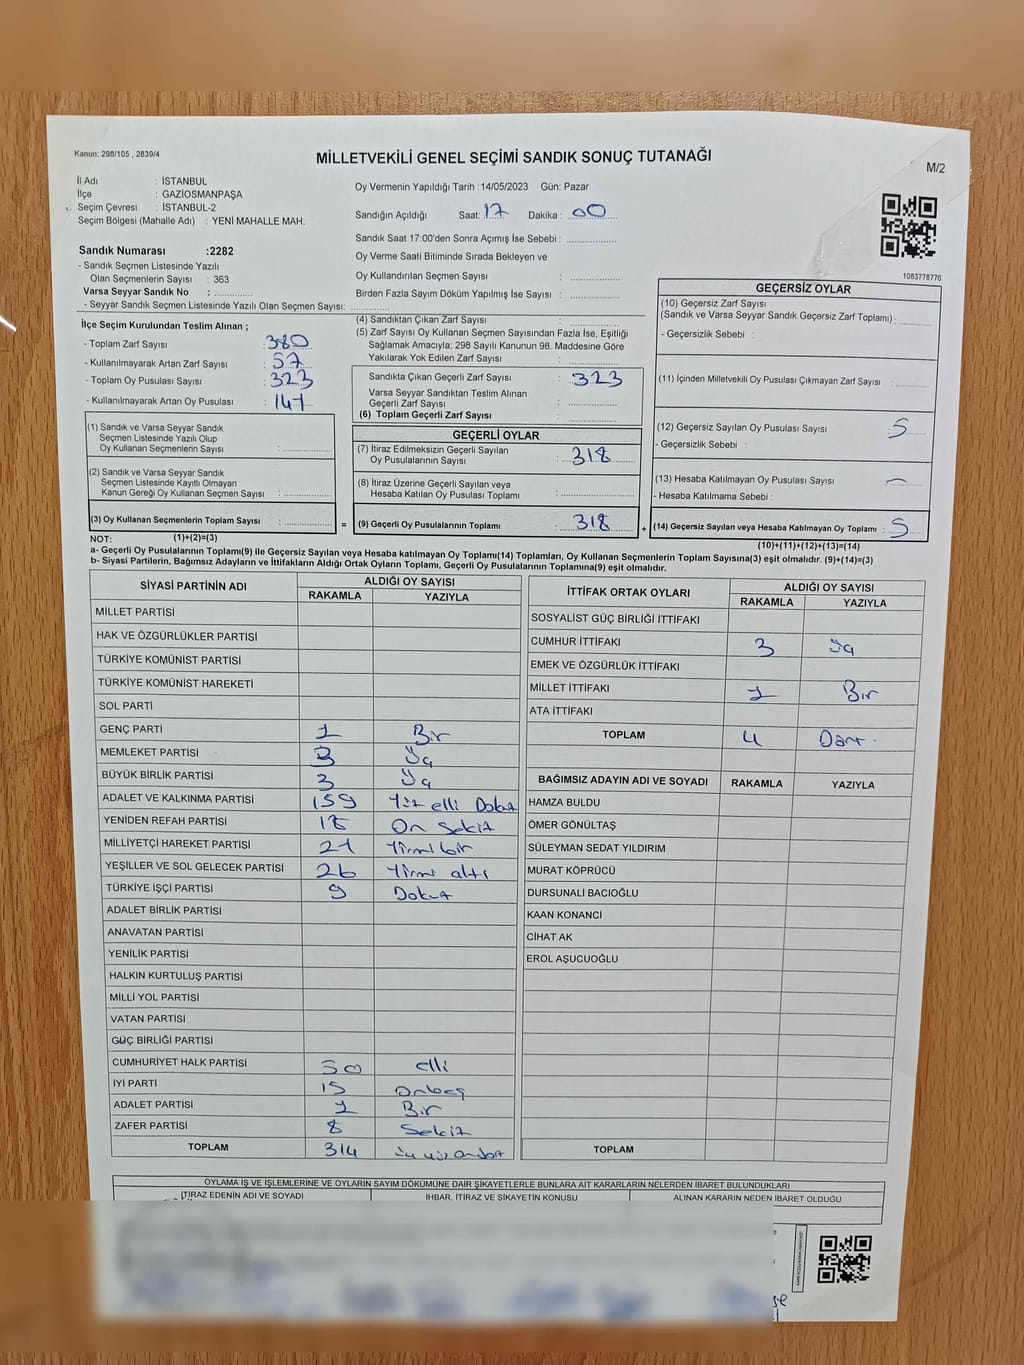 Kanun: 298/105 , 2839/4
MİLLETVEKİLİ GENEL SEÇİMİ SANDIK SONUÇ TUTANAĞI
M/2
İl Adı : İSTANBUL
İlçe : GAZİOSMANPAŞA
Seçim Çevresi : İSTANBUL-2
Seçim Bölgesi (Mahalle Adı) : YENİ MAHALLE MAH.
Oy Vermenin Yapıldığı Tarih :14/05/2023 Gün: Pazar
Sandığın Açıldığı Saat: 17 Dakika : 00
Sandık Saat 17:00'den Sonra Açımış İse Sebebi :
Oy Verme Saati Bitiminde Sırada Bekleyen ve
Oy Kullandırılan Seçmen Sayısı :
Birden Fazla Sayım Döküm Yapılmış İse Sayısı :
1083778776
Sandık Numarası :2282
- Sandık Seçmen Listesinde Yazılı
Olan Seçmenlerin Sayısı : 363
Varsa Seyyar Sandık No :
- Seyyar Sandık Seçmen Listesinde Yazılı Olan Seçmen Sayısı:
İlçe Seçim Kurulundan Teslim Alınan ;
- Toplam Zarf Sayısı : 380
- Kullanılmayarak Artan Zarf Sayısı : 57
- Toplam Oy Pusulası Sayısı : 323
- Kullanılmayarak Artan Oy Pusulası : 147
(4) Sandıktan Çıkan Zarf Sayısı :
(5) Zarf Sayısı Oy Kullanan Seçmen Sayısından Fazla İse, Eşitliği
Sağlamak Amacıyla; 298 Sayılı Kanunun 98. Maddesine Göre
Yakılarak Yok Edilen Zarf Sayısı :
Sandıkta Çıkan Geçerli Zarf Sayısı : 323
Varsa Seyyar Sandıktan Teslim Alınan
Geçerli Zarf Sayısı :
(6) Toplam Geçerli Zarf Sayısı :
GEÇERSİZ OYLAR
(10) Geçersiz Zarf Sayısı
(Sandık ve Varsa Seyyar Sandık Geçersiz Zarf Toplamı) :
- Geçersizlik Sebebi :
(11) İçinden Milletvekili Oy Pusulası Çıkmayan Zarf Sayısı :
(12) Geçersiz Sayılan Oy Pusulası Sayısı : 5
- Geçersizlik Sebebi :
(13) Hesaba Katılmayan Oy Pusulası Sayısı : -
- Hesaba Katılmama Sebebi :
(14) Geçersiz Sayılan veya Hesaba Katılmayan Oy Toplamı : 5
(10)+(11)+(12)+(13)=(14)
(1) Sandık ve Varsa Seyyar Sandık
Seçmen Listesinde Yazılı Olup
Oy Kullanan Seçmenlerin Sayısı :
(2) Sandık ve Varsa Seyyar Sandık
Seçmen Listesinde Kayıtlı Olmayan
Kanun Gereği Oy Kullanan Seçmen Sayısı :
(3) Oy Kullanan Seçmenlerin Toplam Sayısı :
=
GEÇERLİ OYLAR
(7) İtiraz Edilmeksizin Geçerli Sayılan
Oy Pusulalarının Sayısı : 318
(8) İtiraz Üzerine Geçerli Sayılan veya
Hesaba Katılan Oy Pusulası Toplamı :
(9) Geçerli Oy Pusulalarının Toplamı : 318
+
NOT: (1)+(2)=(3)
a- Geçerli Oy Pusulalarının Toplamı(9) ile Geçersiz Sayılan veya Hesaba katılmayan Oy Toplamı(14) Toplamları, Oy Kullanan Seçmenlerin Toplam Sayısına(3) eşit olmalıdır. (9)+(14)=(3)
b- Siyasi Partilerin, Bağımsız Adayların ve İttifakların Aldığı Ortak Oyların Toplamı, Geçerli Oy Pusulalarının Toplamına(9) eşit olmalıdır.
SİYASİ PARTİNİN ADI ALDIĞI OY SAYISI
RAKAMLA YAZIYLA
MİLLET PARTİSİ
HAK VE ÖZGÜRLÜKLER PARTİSİ
TÜRKİYE KOMÜNİST PARTİSİ
TÜRKİYE KOMÜNİST HAREKETİ
SOL PARTİ
GENÇ PARTİ 1 Bir
MEMLEKET PARTİSİ 3 Üç
BÜYÜK BİRLİK PARTİSİ 3 Üç
ADALET VE KALKINMA PARTİSİ 159 Yüz elli Dokuz
YENİDEN REFAH PARTİSİ 18 On Sekiz
MİLLİYETÇİ HAREKET PARTİSİ 21 Yirmi bir
YEŞİLLER VE SOL GELECEK PARTİSİ 26 Yirmi altı
TÜRKİYE İŞÇİ PARTİSİ 9 Dokuz
ADALET BİRLİK PARTİSİ
ANAVATAN PARTİSİ
YENİLİK PARTİSİ
HALKIN KURTULUŞ PARTİSİ
MİLLİ YOL PARTİSİ
VATAN PARTİSİ
GÜÇ BİRLİĞİ PARTİSİ
CUMHURİYET HALK PARTİSİ 50 elli
İYİ PARTİ 15 onbeş
ADALET PARTİSİ 1 Bir
ZAFER PARTİSİ 8 Sekiz
TOPLAM 314 üç yüz ondört
İTTİFAK ORTAK OYLARI ALDIĞI OY SAYISI
RAKAMLA YAZIYLA
SOSYALİST GÜÇ BİRLİĞİ İTTİFAKI
CUMHUR İTTİFAKI 3 Üç
EMEK VE ÖZGÜRLÜK İTTİFAKI
MİLLET İTTİFAKI 1 Bir
ATA İTTİFAKI
TOPLAM 4 Dört
BAĞIMSIZ ADAYIN ADI VE SOYADI RAKAMLA YAZIYLA
HAMZA BULDU
ÖMER GÖNÜLTAŞ
SÜLEYMAN SEDAT YILDIRIM
MURAT KÖPRÜCÜ
DURSUNALİ BACIOĞLU
KAAN KONANCİ
CİHAT AK
EROL AŞUCUOĞLU
TOPLAM
OYLAMA İŞ VE İŞLEMLERİNE VE OYLARIN SAYIM DÖKÜMÜNE DAİR ŞİKAYETLERLE BUNLARA AİT KARARLARIN NELERDEN İBARET BULUNDUKLARI
İTİRAZ EDENİN ADI VE SOYADI İHBAR, İTİRAZ VE ŞİKAYETİN KONUSU ALINAN KARARIN NEDEN İBARET OLDUĞU